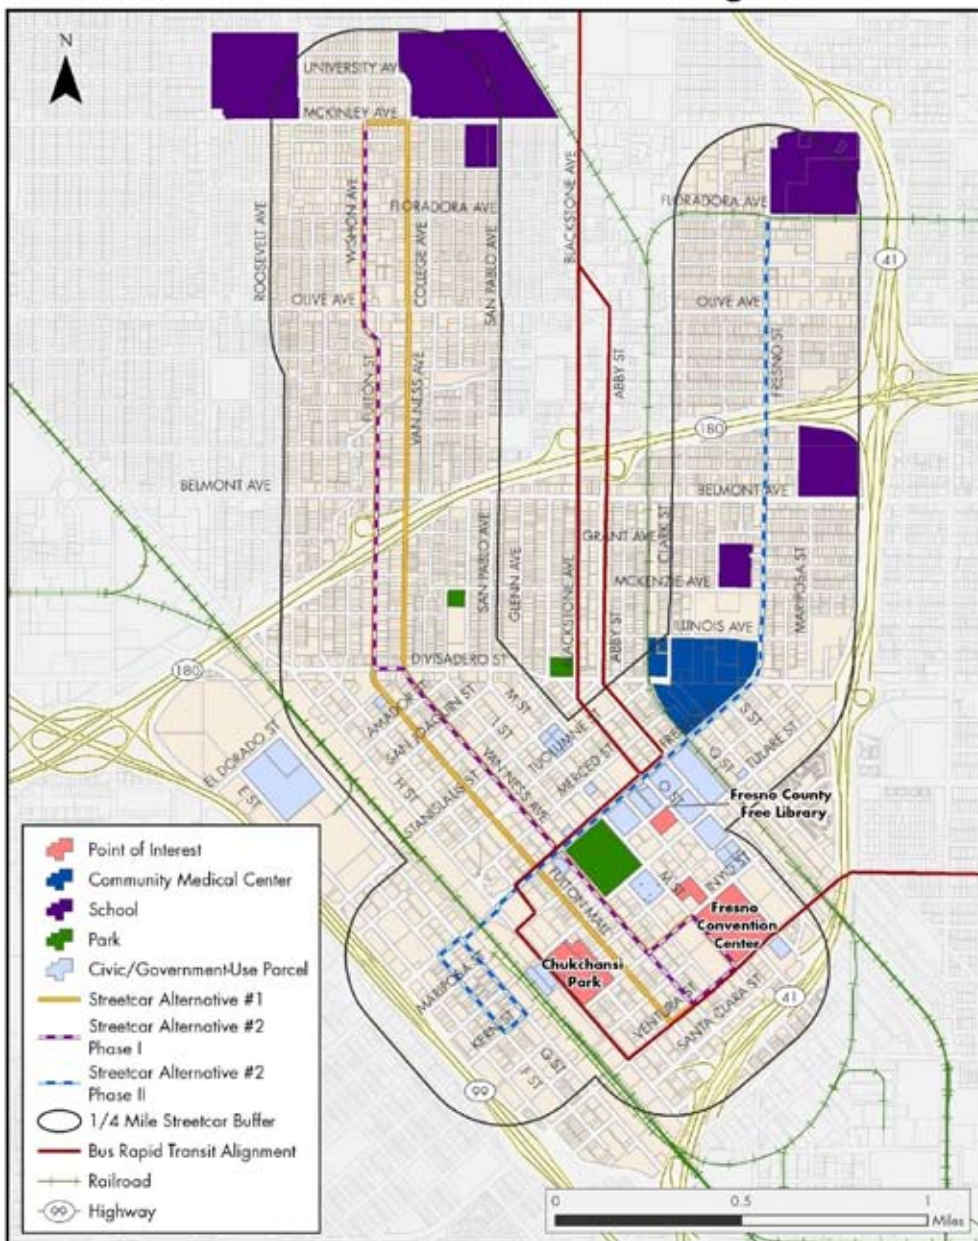 N
UNIVERSITY AV
MCKINLEY AVE
ROOSEVELT AVE
WISHON AVE
COLLEGE AVE
FLORADORA AVE
SAN PABLO AVE
BLACKSTONE AVE
FLORADORA AVE
41
OLIVE AVE
OLIVE AVE
FULTON ST
VAN NESS AVE
ABBY ST
FRESNO ST
180
BELMONT AVE
BELMONT AVE
SAN PABLO AVE
GLENN AVE
BLACKSTONE AVE
GRANT AVE
CLARK ST
MCKENZIE AVE
MARIPOSA ST
ABBY ST
ILLINOIS AVE
DIVISADERO ST
180
AMADOR ST
SAN JOAQUIN ST
M ST
L ST
TUOLUMNE
S ST
TULARE ST
EL DORADO ST
E ST
H ST
STANISLAUS ST
VAN NESS AVE
MERCED ST
FRE
ST
Fresno County
Free Library
FULTON MALL
M ST
INYO ST
Fresno
Convention
Center
Chukchansi
Park
MARIPOSA ST
KERN ST
VENTURA ST
SANTA CLARA ST
41
G ST
F ST
99
Point of Interest
Community Medical Center
School
Park
Civic/Government-Use Parcel
Streetcar Alternative #1
Streetcar Alternative #2
Phase I
Streetcar Alternative #2
Phase II
1/4 Mile Streetcar Buffer
Bus Rapid Transit Alignment
Railroad
99 Highway
0 0.5 1
Miles